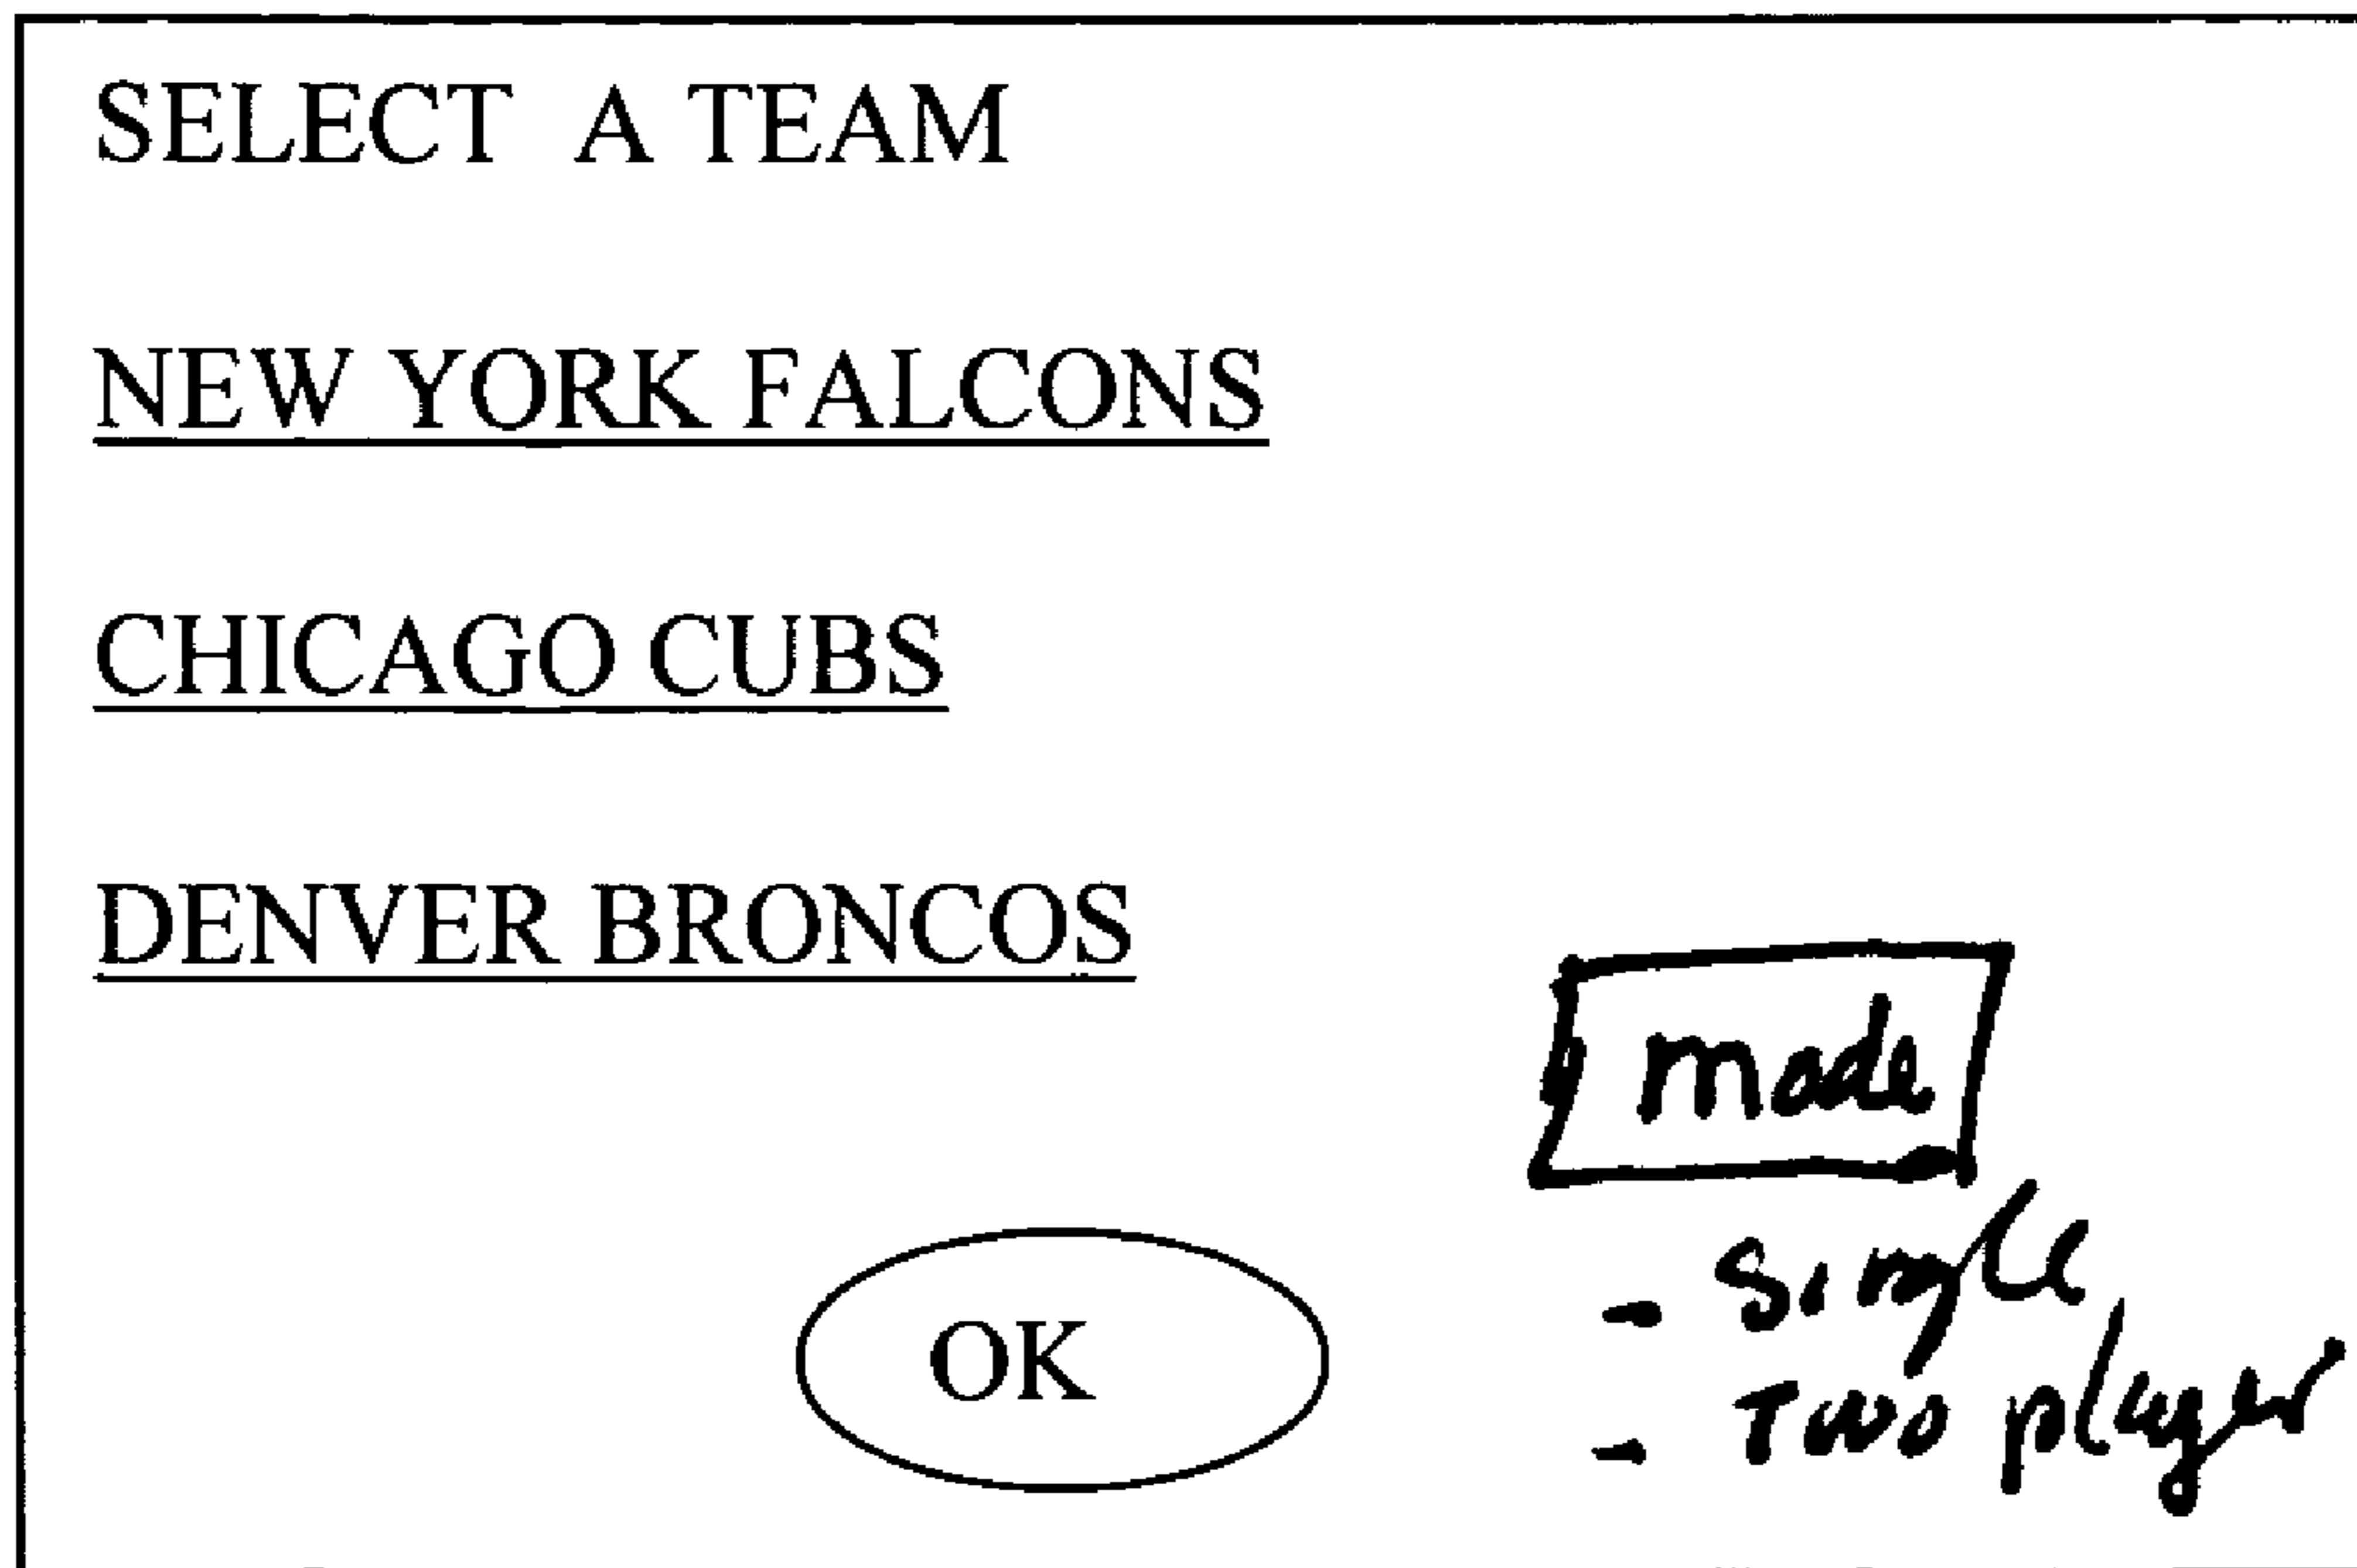 SELECT A TEAM
NEW YORK FALCONS
CHICAGO CUBS
DENVER BRONCOS
mode
OK
- Single
- Two player